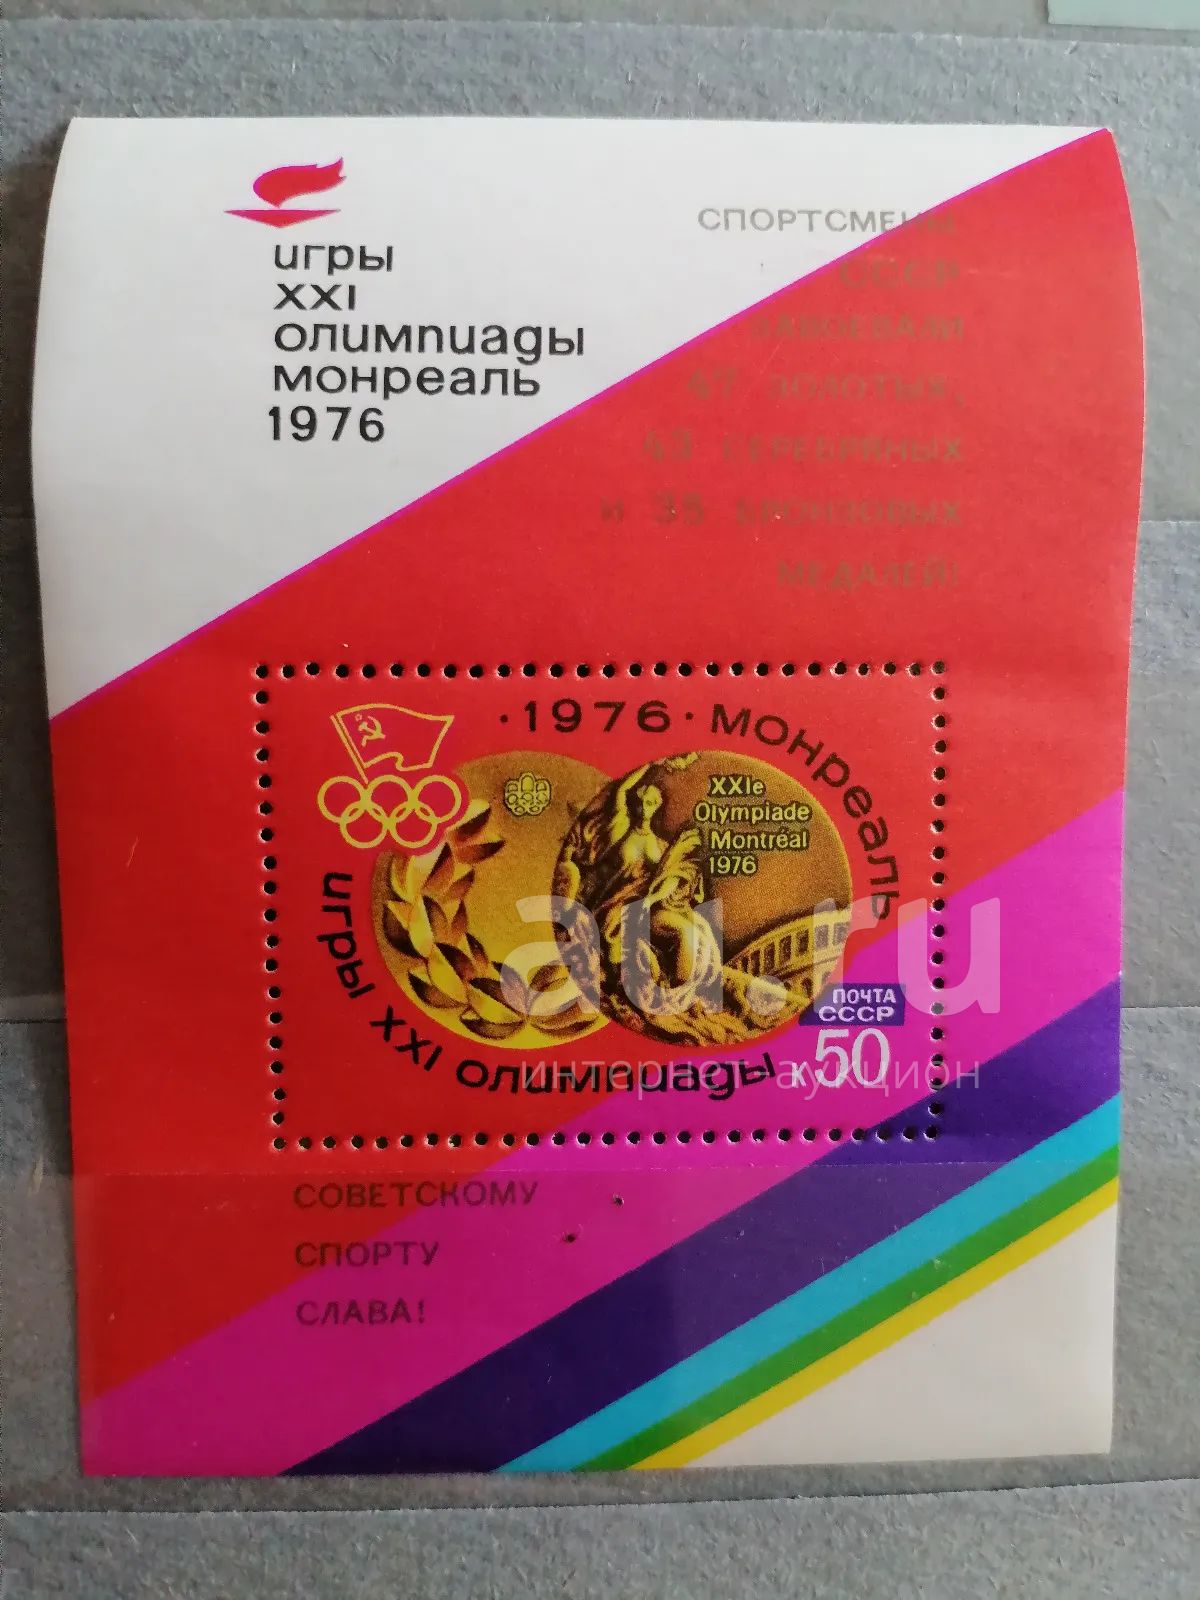 игры
XXI
олимпиады
монреаль
1976
СПОРТСМЕНЫ
СССР
ЗАВОЕВАЛИ
47 ЗОЛОТЫХ,
43 СЕРЕБРЯНЫХ
И 35 БРОНЗОВЫХ
МЕДАЛЕЙ!
игры XXI олимпиады · 1976 · монреаль
XXIe
Olympiade
Montréal
1976
ПОЧТА
СССР
к50
au.ru
интернет-аукцион
СОВЕТСКОМУ
СПОРТУ
СЛАВА!